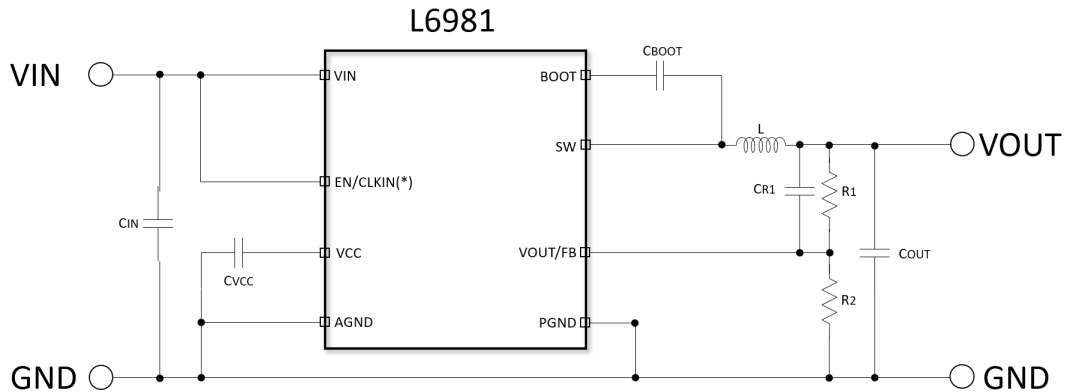 L6981
CBOOT
VIN
VIN
BOOT
L
SW
VOUT
EN/CLKIN(*)
CR1
R1
CIN
VCC
VOUT/FB
COUT
CVCC
R2
AGND
PGND
GND
GND